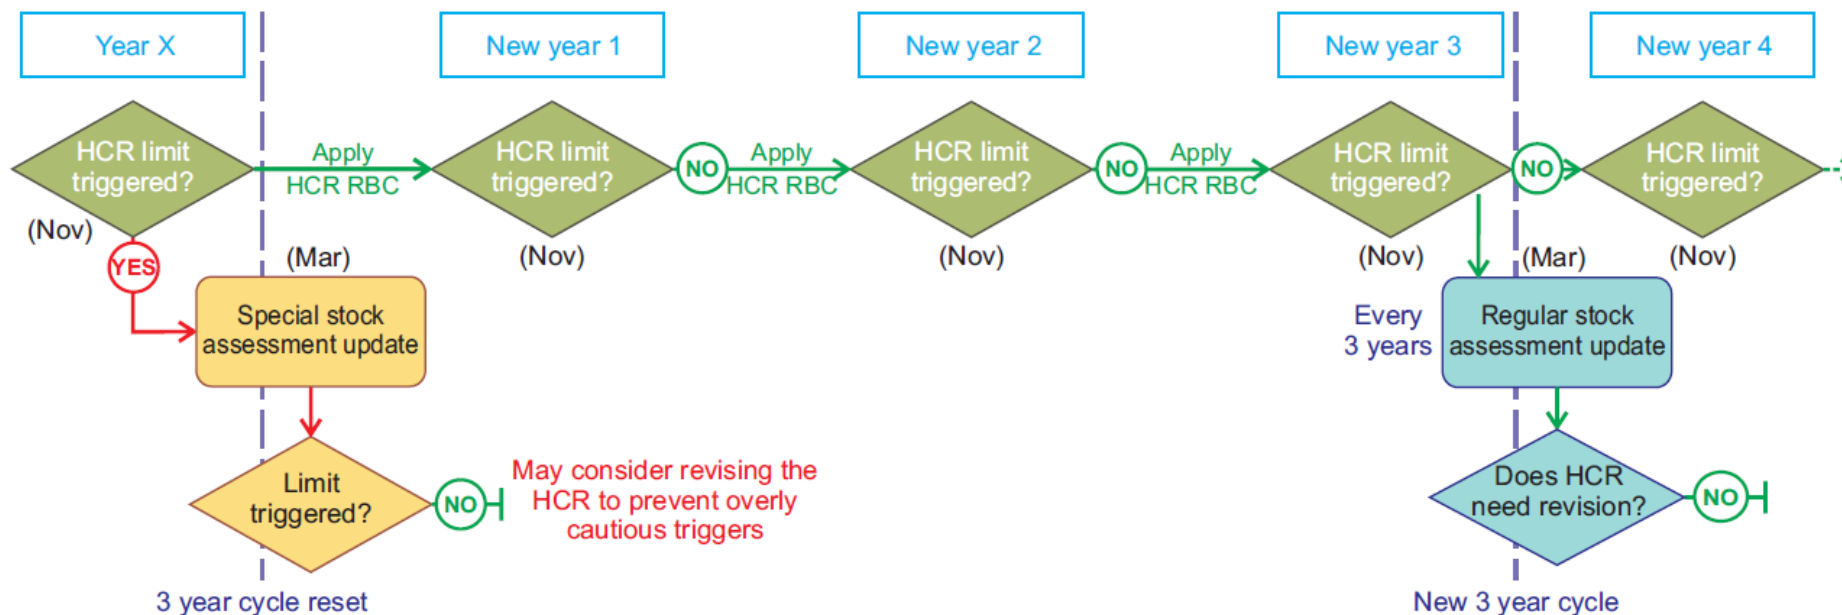 Year X
New year 1
New year 2
New year 3
New year 4
HCR limit
triggered?
Apply
HCR RBC
HCR limit
triggered?
NO
Apply
HCR RBC
HCR limit
triggered?
NO
Apply
HCR RBC
HCR limit
triggered?
NO
HCR limit
triggered?
(Nov)
(Mar)
(Nov)
(Nov)
(Nov)
(Mar)
(Nov)
YES
Special stock
assessment update
Every
3 years
Regular stock
assessment update
Limit
triggered?
NO
May consider revising the
HCR to prevent overly
cautious triggers
Does HCR
need revision?
NO
3 year cycle reset
New 3 year cycle